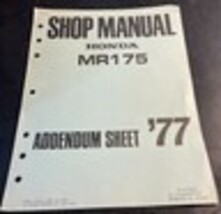 SHOP MANUAL
HONDA
MR175
ADDENDUM SHEET '77